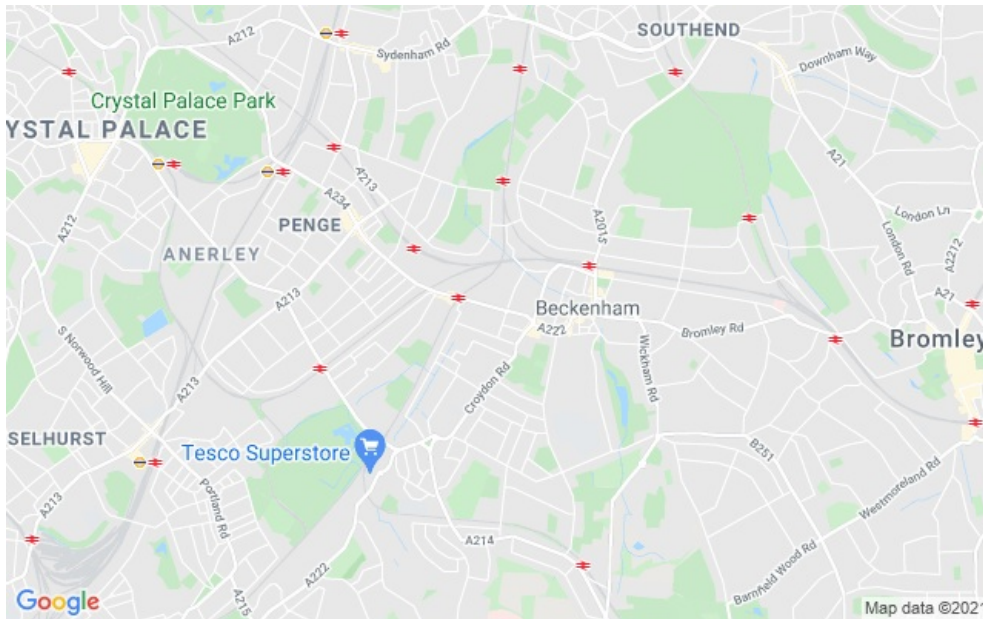 A212
Sydenham Rd
SOUTHEND
Downham Way
Crystal Palace Park
YSTAL PALACE
A213
A21
A234
A2015
London Ln
A212
PENGE
London Rd
A2212
ANERLEY
A213
A21
Beckenham
A222
Bromley Rd
Bromley
S Norwood Hill
Wickham Rd
Croydon Rd
A213
SELHURST
Tesco Superstore
B251
Westmoreland Rd
Portland Rd
A213
A214
Barnfield Wood Rd
A222
A215
Google
Map data ©2021